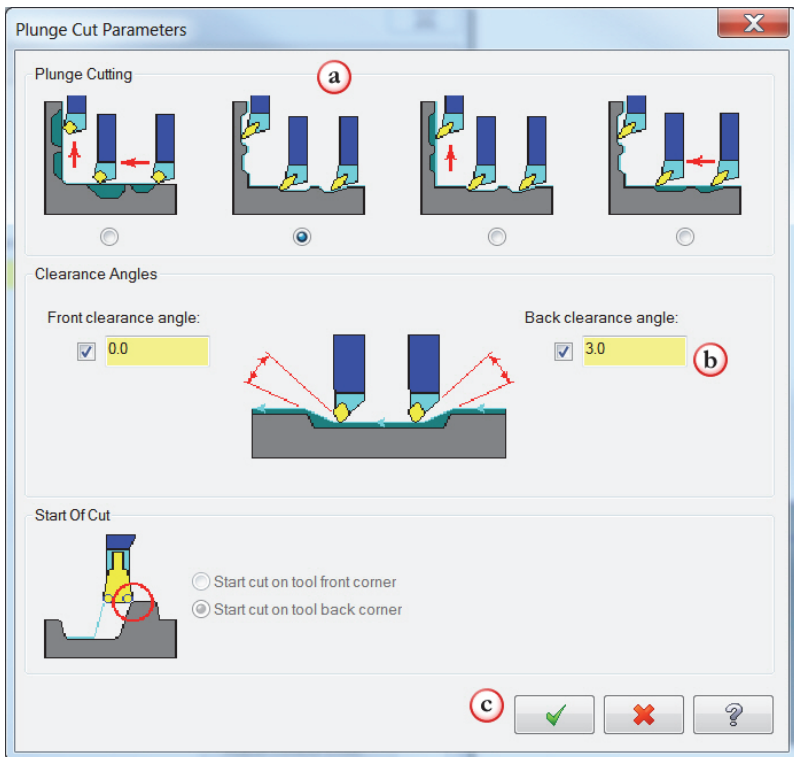 Plunge Cut Parameters
Plunge Cutting
a
Clearance Angles
Front clearance angle:
0.0
Back clearance angle:
3.0
b
Start Of Cut
Start cut on tool front corner
Start cut on tool back corner
c
?